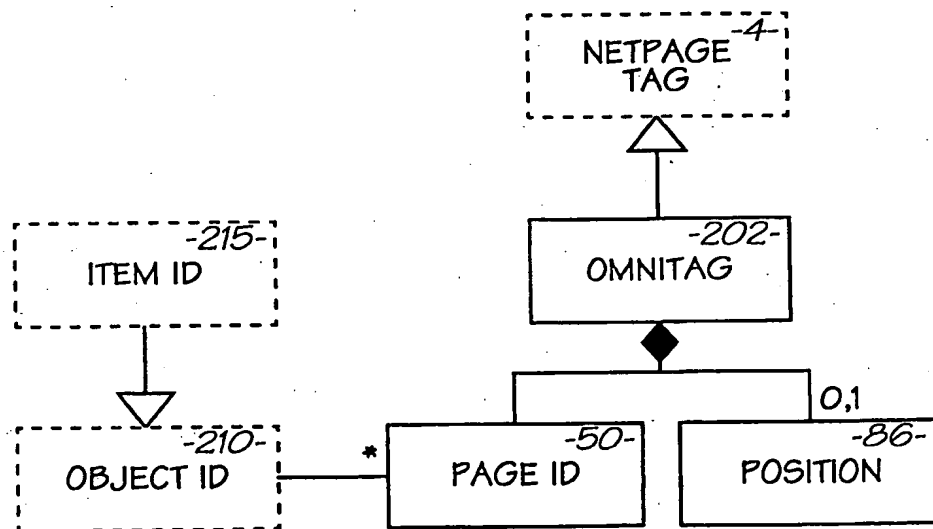 -4-
NETPAGE
TAG
-215-
ITEM ID
-202-
OMNITAG
0,1
-210-
OBJECT ID
*
-50-
PAGE ID
-86-
POSITION